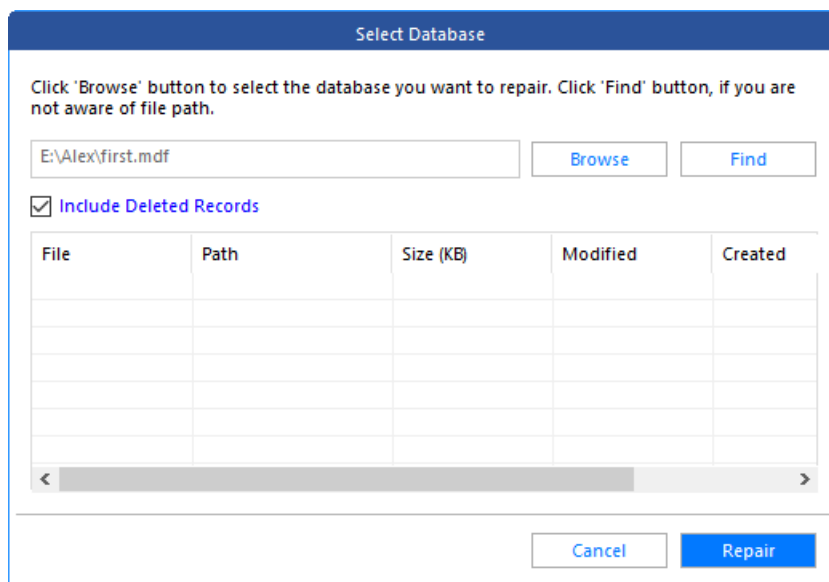 Select Database
Click 'Browse' button to select the database you want to repair. Click 'Find' button, if you are
not aware of file path.
E:\Alex\first.mdf
Browse
Find
Include Deleted Records
File Path Size (KB) Modified Created
Cancel
Repair